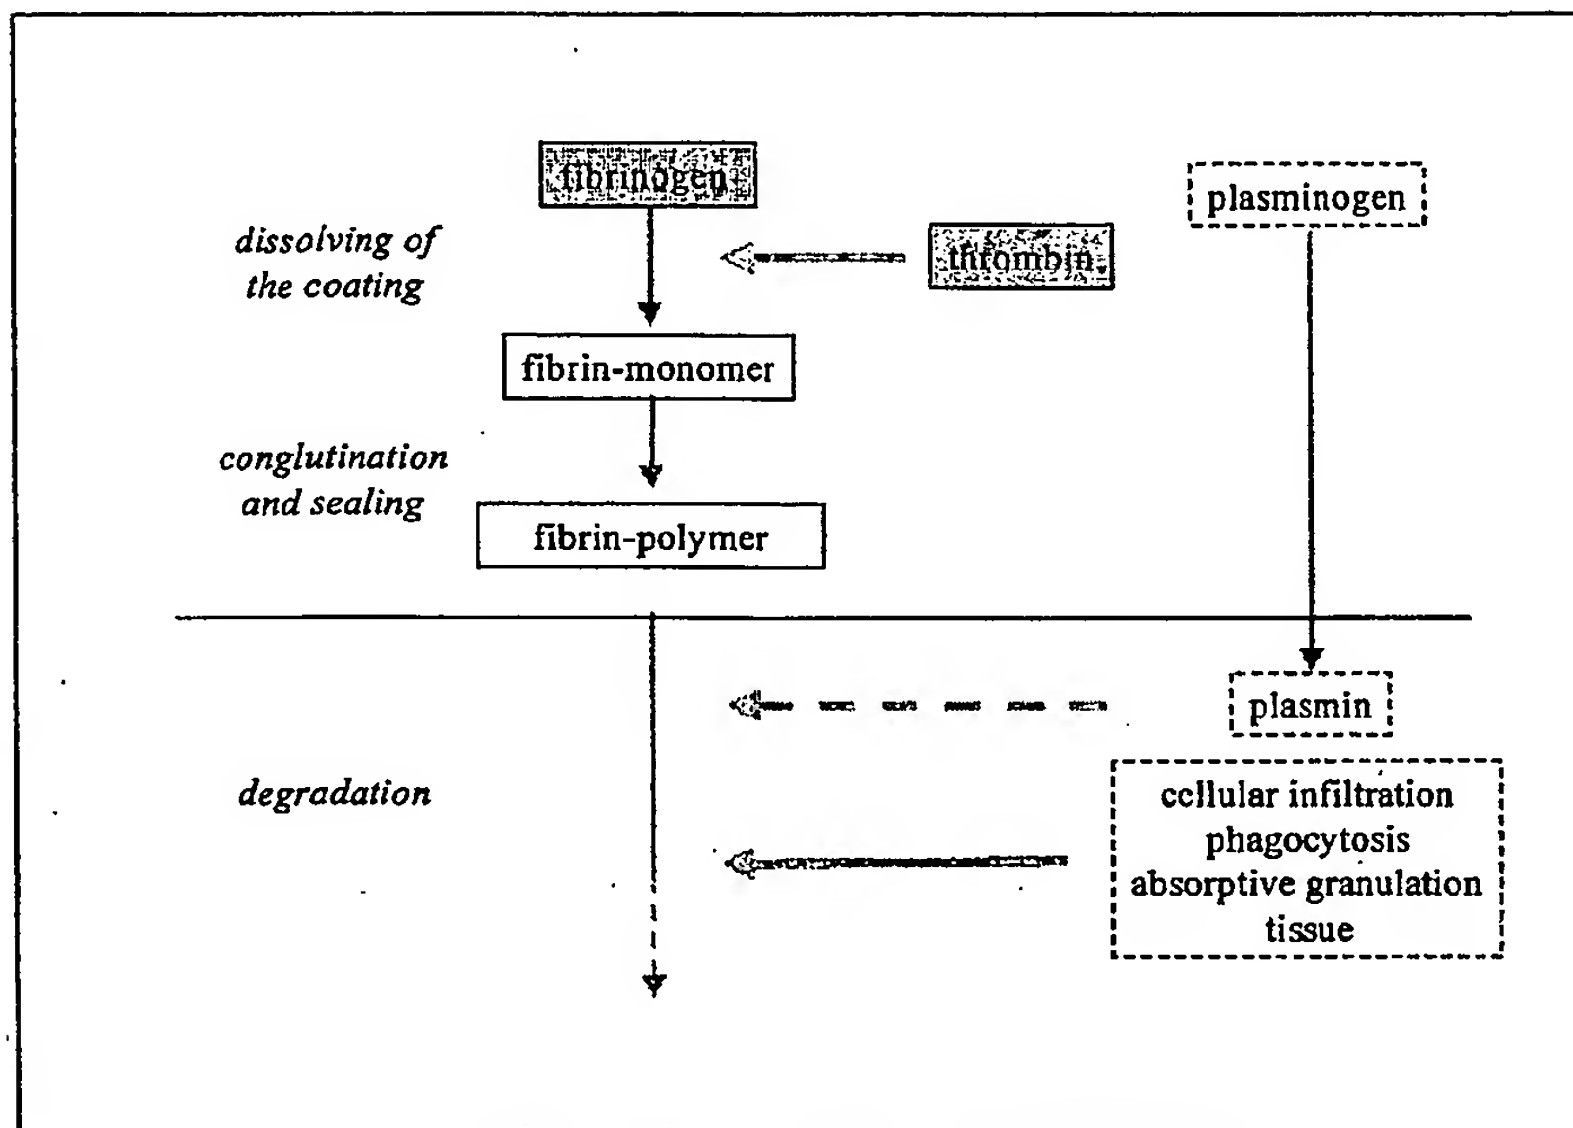 fibrinogen
plasminogen
dissolving of
the coating
thrombin
fibrin-monomer
conglutination
and sealing
fibrin-polymer
plasmin
degradation
cellular infiltration
phagocytosis
absorptive granulation
tissue